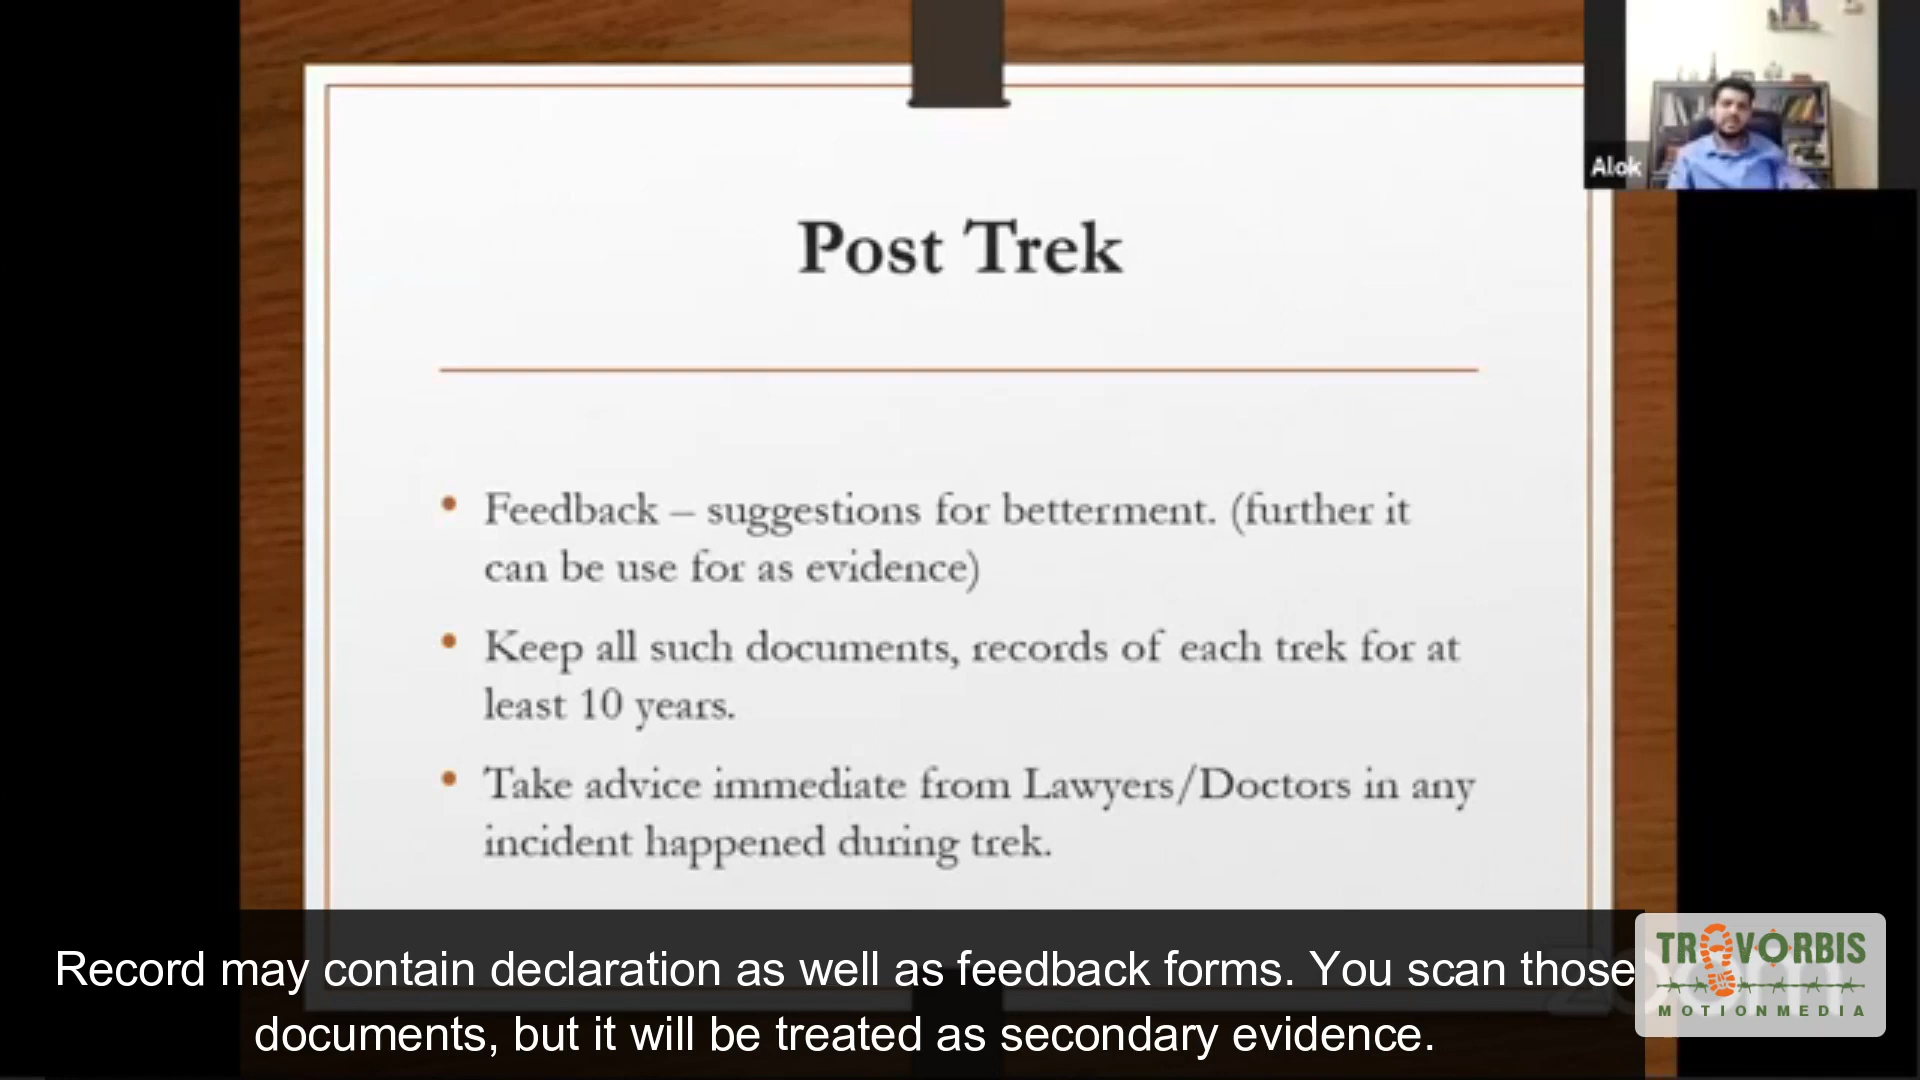 Alok
Post Trek
• Feedback – suggestions for betterment. (further it
can be use for as evidence)
• Keep all such documents, records of each trek for at
least 10 years.
• Take advice immediate from Lawyers/Doctors in any
incident happened during trek.
Record may contain declaration as well as feedback forms. You scan those
documents, but it will be treated as secondary evidence.
TRAVORBIS
MOTIONMEDIA